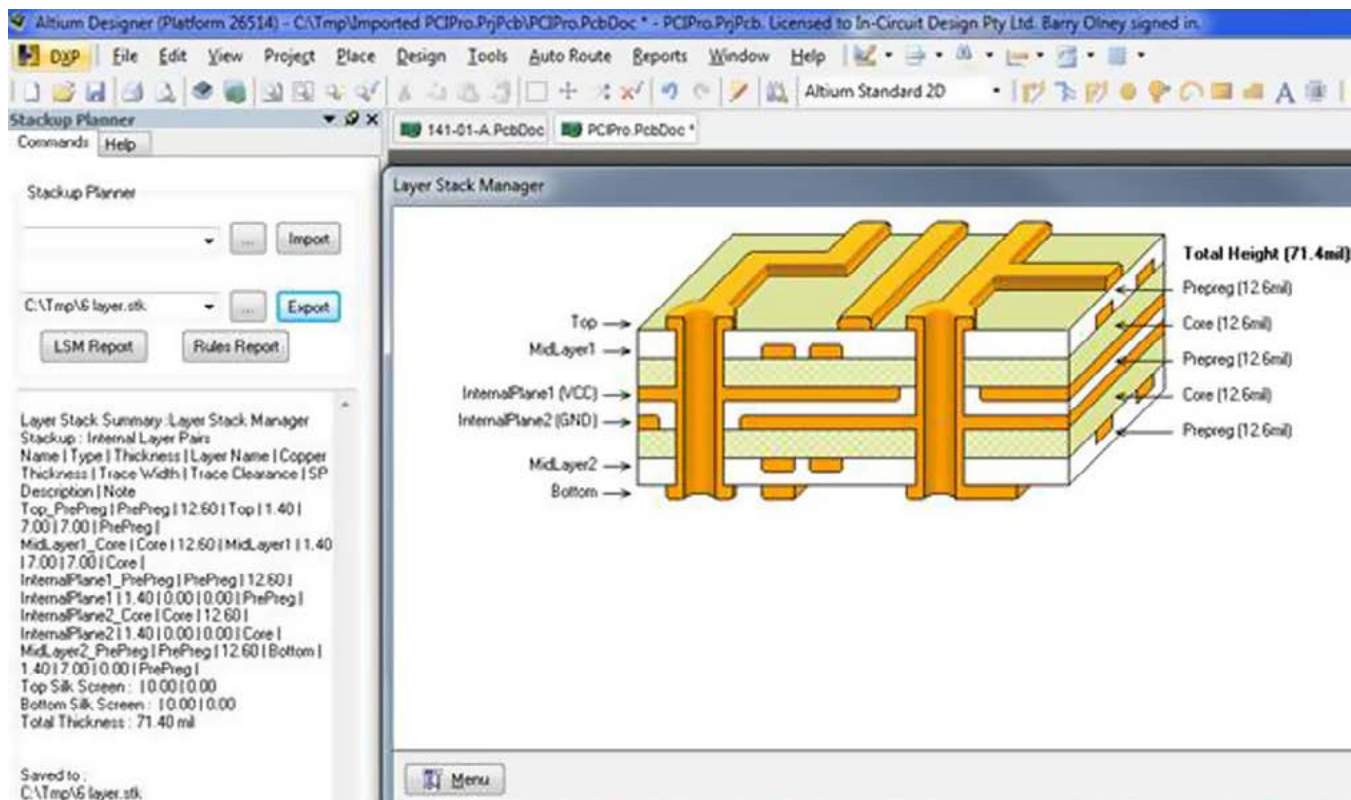 Altium Designer (Platform 26514) - C:\Tmp\Imported PCIPro.PrjPcb\PCIPro.PcbDoc * - PCIPro.PrjPcb. Licensed to In-Circuit Design Pty Ltd. Barry Olney signed in.
DXP File Edit View Project Place Design Tools Auto Route Reports Window Help
Altium Standard 2D
A
Stackup Planner
141-01-A.PcbDoc PCIPro.PcbDoc *
Commands Help
Layer Stack Manager
Stackup Planner
... Import
C:\Tmp\6 layer.stk ... Export
LSM Report Rules Report
Total Height (71.4mil)
Prepreg (12.6mil)
Core (12.6mil)
Prepreg (12.6mil)
Core (12.6mil)
Prepreg (12.6mil)
Top
MidLayer1
InternalPlane1 (VCC)
InternalPlane2 (GND)
MidLayer2
Bottom
Layer Stack Summary :Layer Stack Manager
Stackup : Internal Layer Pairs
Name | Type | Thickness | Layer Name | Copper
Thickness | Trace Width | Trace Clearance | SP
Description | Note
Top_PrePreg | PrePreg | 12.60 | Top | 1.40 |
7.00 | 7.00 | PrePreg |
MidLayer1_Core | Core | 12.60 | MidLayer1 | 1.40
| 7.00 | 7.00 | Core |
InternalPlane1_PrePreg | PrePreg | 12.60 |
InternalPlane1 | 1.40 | 0.00 | 0.00 | PrePreg |
InternalPlane2_Core | Core | 12.60 |
InternalPlane2 | 1.40 | 0.00 | 0.00 | Core |
MidLayer2_PrePreg | PrePreg | 12.60 | Bottom |
1.40 | 7.00 | 0.00 | PrePreg |
Top Silk Screen : | 0.00 | 0.00
Bottom Silk Screen : | 0.00 | 0.00
Total Thickness : 71.40 mil
Saved to :
C:\Tmp\6 layer.stk
Menu